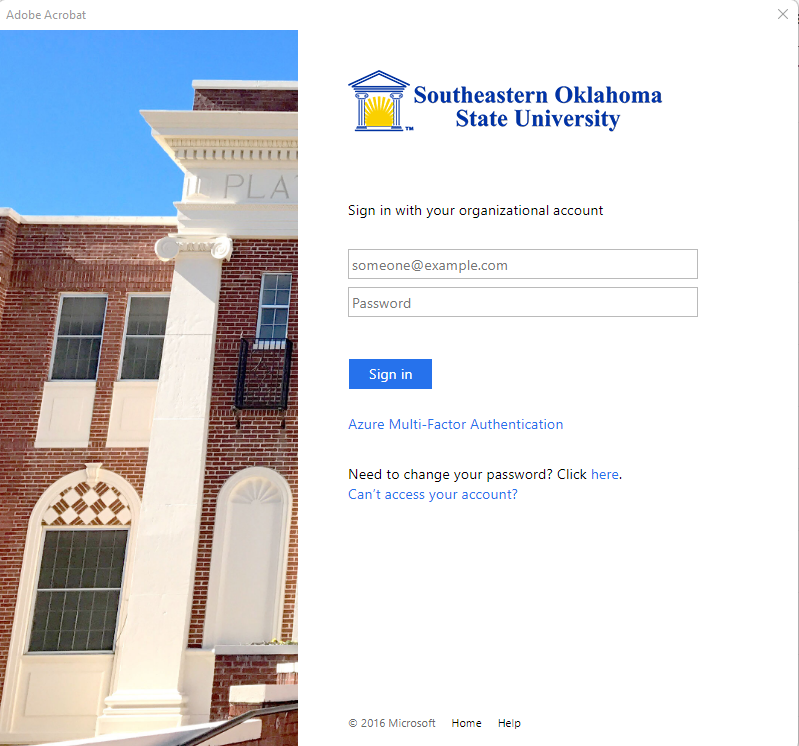 Adobe Acrobat
PLA
Southeastern Oklahoma
State University
TM
Sign in with your organizational account
someone@example.com
Password
Sign in
Azure Multi-Factor Authentication
Need to change your password? Click here.
Can't access your account?
© 2016 Microsoft Home Help